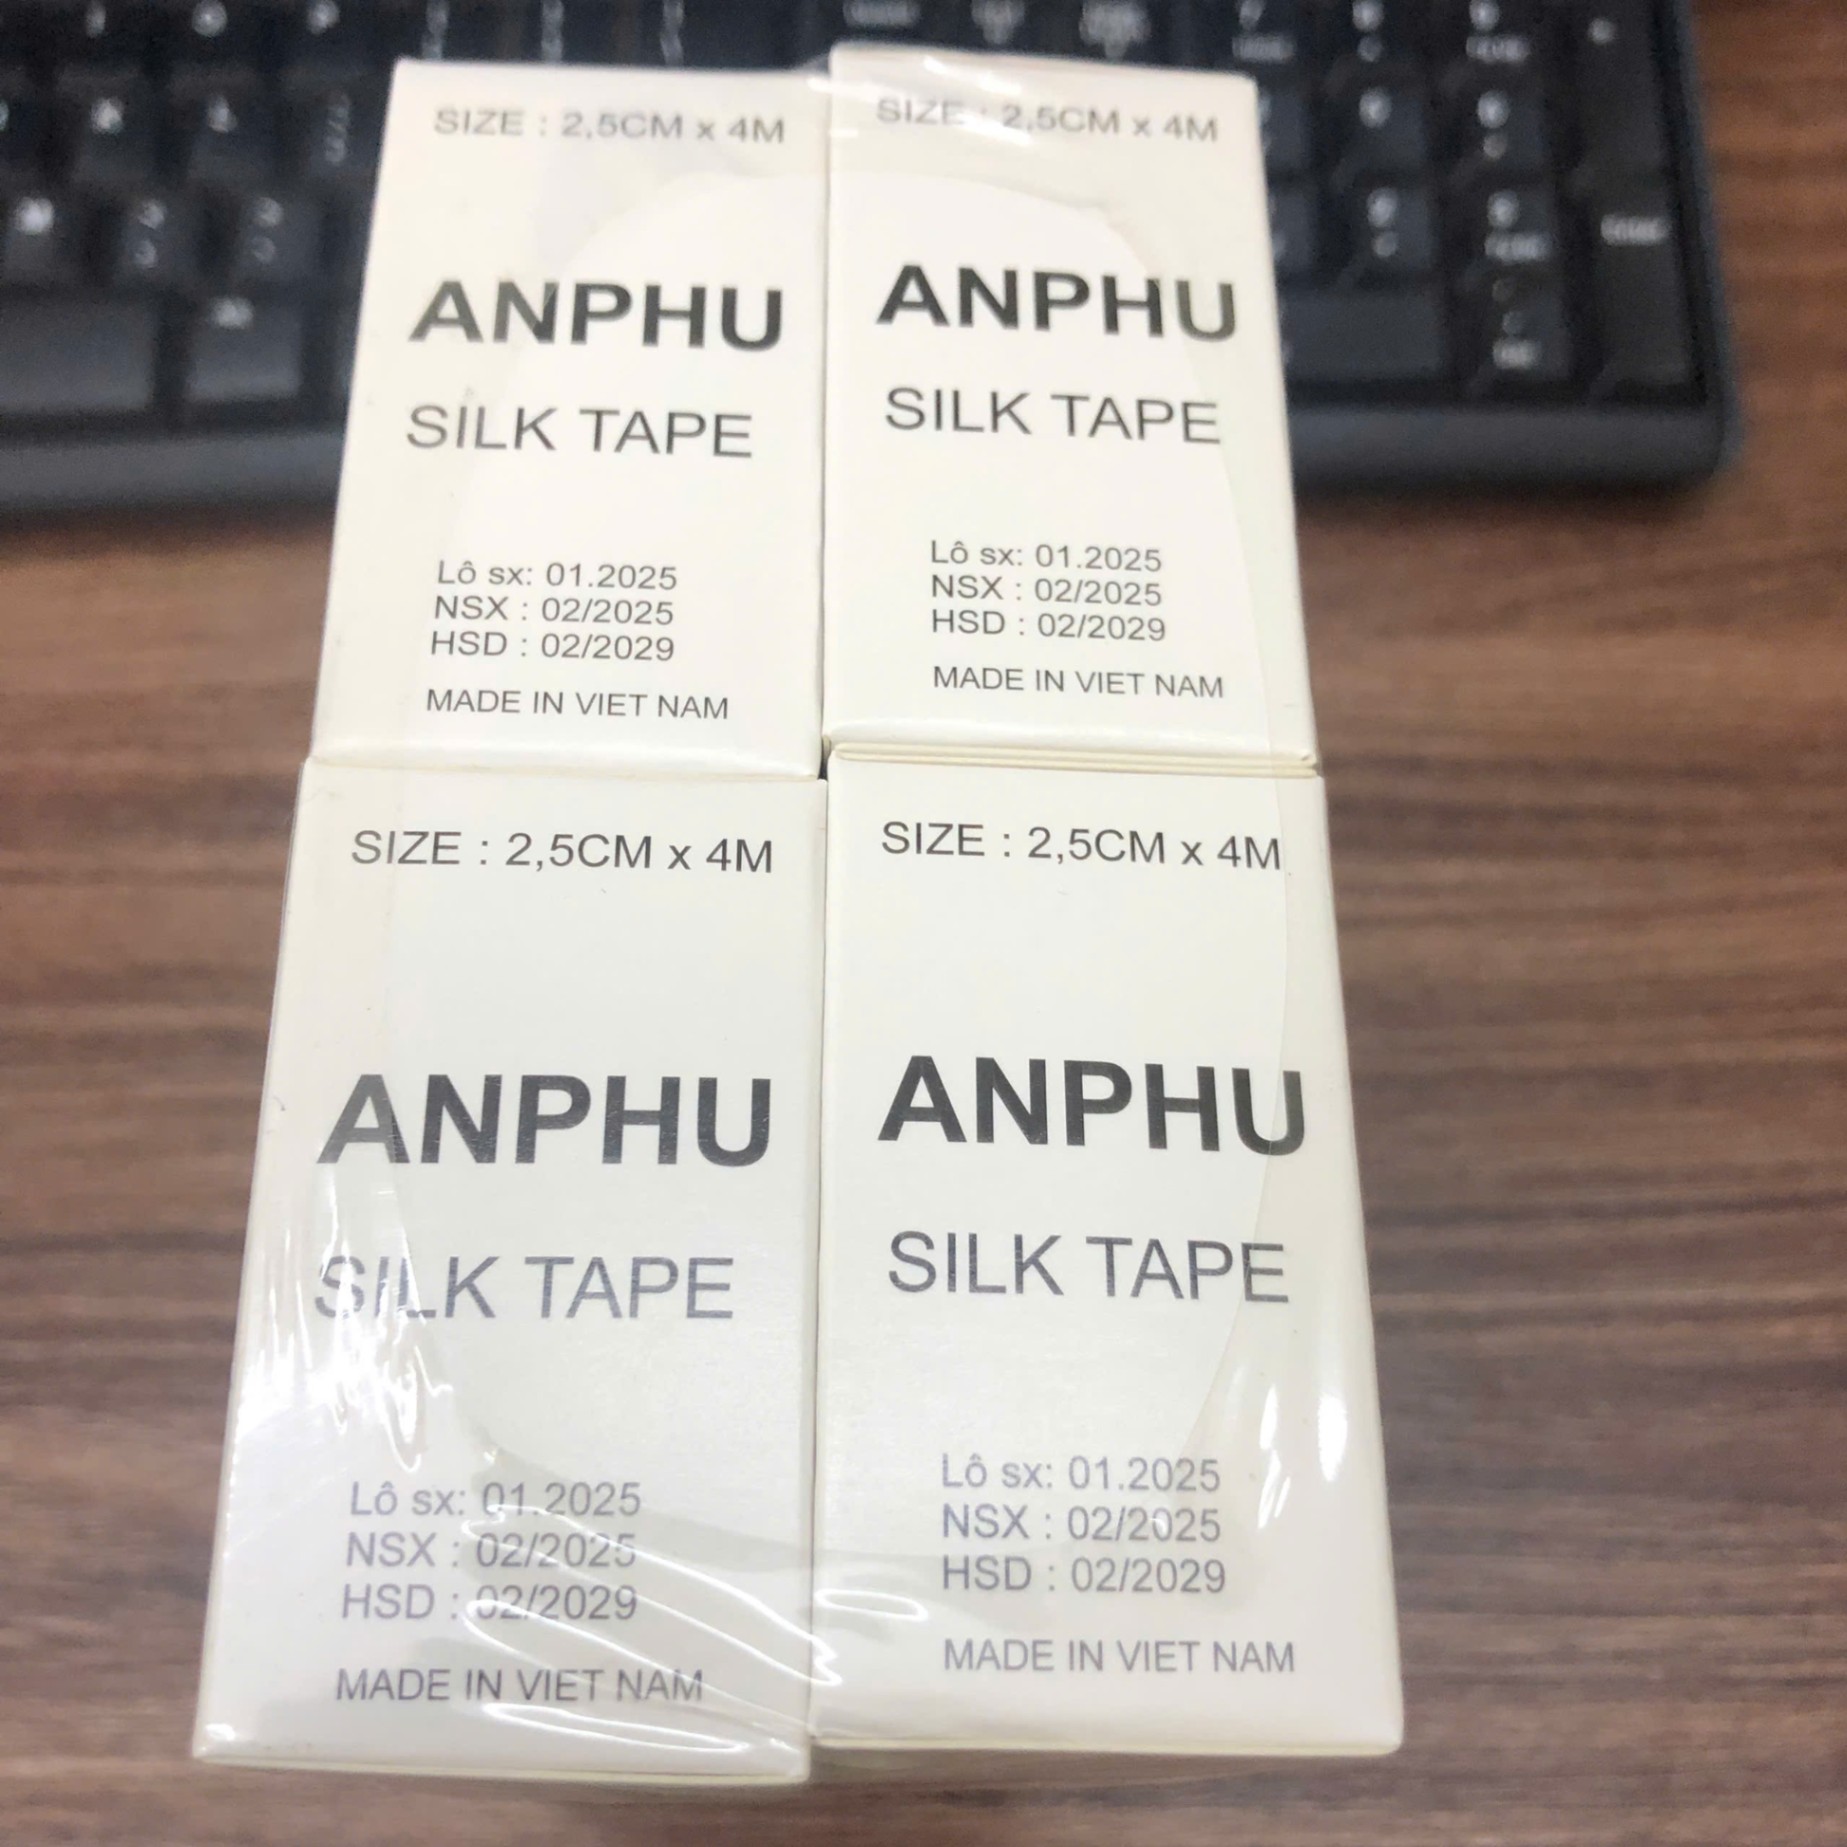 SIZE : 2,5CM x 4M
ANPHU
SILK TAPE
Lô sx: 01.2025
NSX : 02/2025
HSD : 02/2029
MADE IN VIET NAM
SIZE : 2,5CM x 4M
ANPHU
SILK TAPE
Lô sx: 01.2025
NSX : 02/2025
HSD : 02/2029
MADE IN VIET NAM
SIZE : 2,5CM x 4M
ANPHU
SILK TAPE
Lô sx: 01.2025
NSX : 02/2025
HSD : 02/2029
MADE IN VIET NAM
SIZE : 2,5CM x 4M
ANPHU
SILK TAPE
Lô sx: 01.2025
NSX : 02/2025
HSD : 02/2029
MADE IN VIET NAM